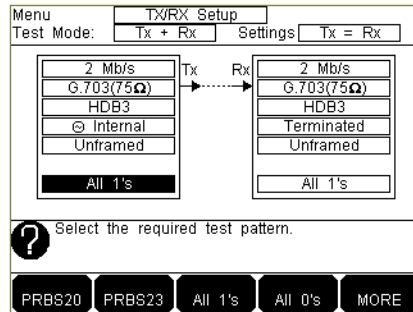 Menu TX/RX Setup
Test Mode: Tx + Rx Settings Tx = Rx
Tx Rx
2 Mb/s
G.703(75Ω)
HDB3
Internal
Unframed
All 1's
2 Mb/s
G.703(75Ω)
HDB3
Terminated
Unframed
All 1's
? Select the required test pattern.
PRBS20 PRBS23 All 1's All 0's MORE